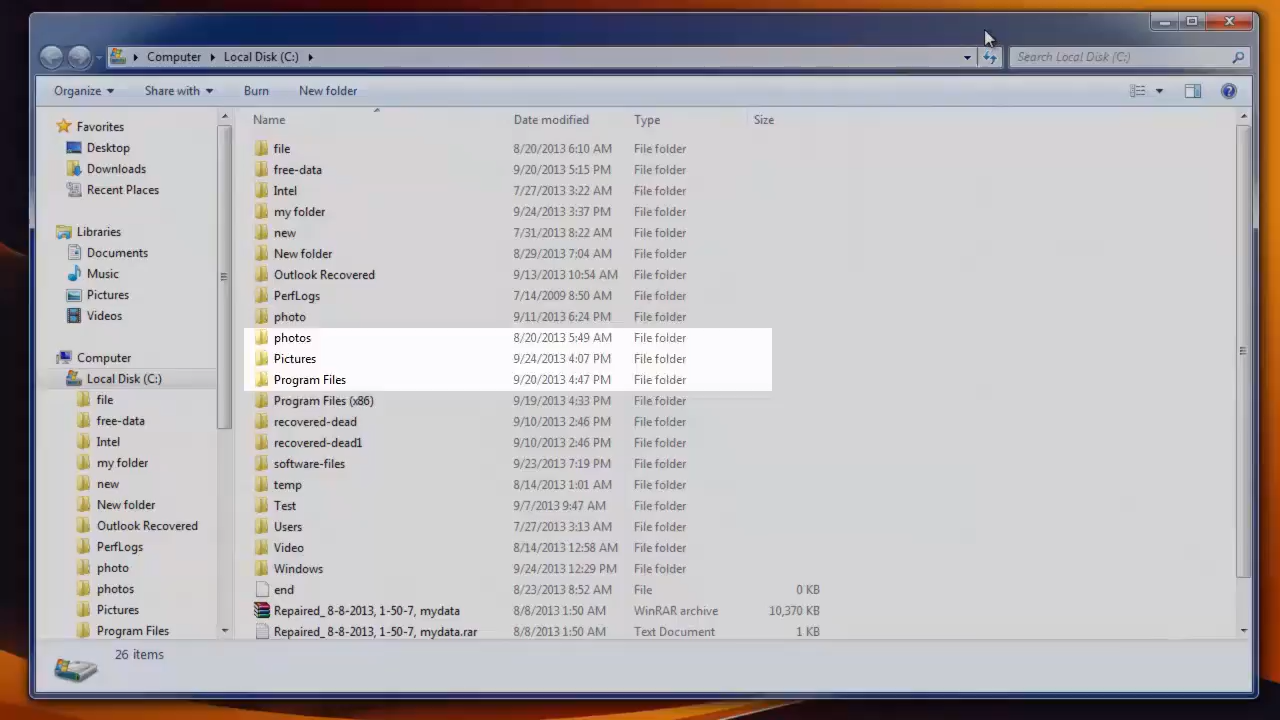 Computer Local Disk (C:)
Search Local Disk (C:)
Organize Share with Burn New folder
Favorites
Desktop
Downloads
Recent Places
Libraries
Documents
Music
Pictures
Videos
Computer
Local Disk (C:)
file
free-data
Intel
my folder
new
New folder
Outlook Recovered
PerfLogs
photo
photos
Pictures
Program Files
Name Date modified Type Size
file 8/20/2013 6:10 AM File folder
free-data 9/20/2013 5:15 PM File folder
Intel 7/27/2013 3:22 AM File folder
my folder 9/24/2013 3:37 PM File folder
new 7/31/2013 8:22 AM File folder
New folder 8/29/2013 7:04 AM File folder
Outlook Recovered 9/13/2013 10:54 AM File folder
PerfLogs 7/14/2009 8:50 AM File folder
photo 9/11/2013 6:24 PM File folder
photos 8/20/2013 5:49 AM File folder
Pictures 9/24/2013 4:07 PM File folder
Program Files 9/20/2013 4:47 PM File folder
Program Files (x86) 9/19/2013 4:33 PM File folder
recovered-dead 9/10/2013 2:46 PM File folder
recovered-dead1 9/10/2013 2:46 PM File folder
software-files 9/23/2013 7:19 PM File folder
temp 8/14/2013 1:01 AM File folder
Test 9/7/2013 9:47 AM File folder
Users 7/27/2013 3:13 AM File folder
Video 8/14/2013 12:58 AM File folder
Windows 9/24/2013 12:29 PM File folder
end 8/23/2013 8:52 AM File 0 KB
Repaired_ 8-8-2013, 1-50-7, mydata 8/8/2013 1:50 AM WinRAR archive 10,370 KB
Repaired_ 8-8-2013, 1-50-7, mydata.rar 8/8/2013 1:50 AM Text Document 1 KB
26 items